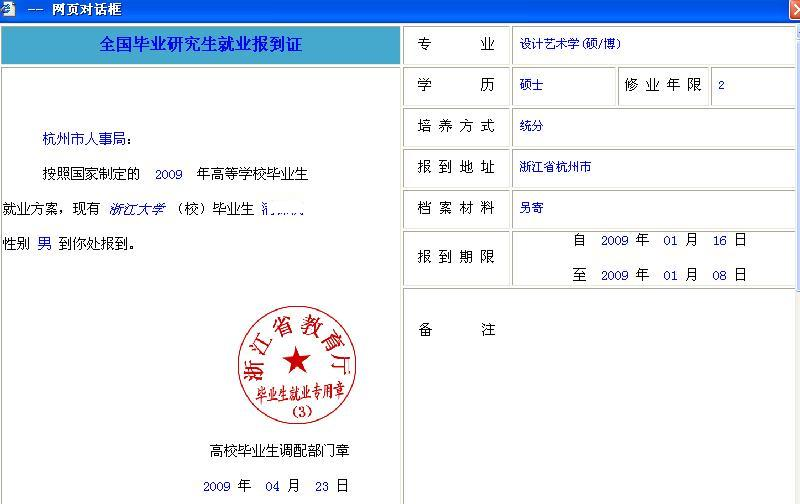 -- 网页对话框
全国毕业研究生就业报到证
杭州市人事局：
按照国家制定的 2009 年高等学校毕业生
就业方案，现有 浙江大学 （校）毕业生
性别 男 到你处报到。
浙江省教育厅
毕业生就业专用章
(3)
高校毕业生调配部门章
2009 年 04 月 23 日
专 业 设计艺术学(硕/博)
学 历 硕士 修 业 年 限 2
培 养 方 式 统分
报 到 地 址 浙江省杭州市
档 案 材 料 另寄
报 到 期 限 自 2009 年 01 月 16 日
至 2009 年 01 月 08 日
备 注